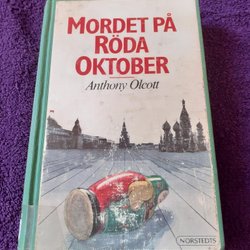 MORDET PÅ
RÖDA
OKTOBER
Anthony Olcott
NORSTEDTS